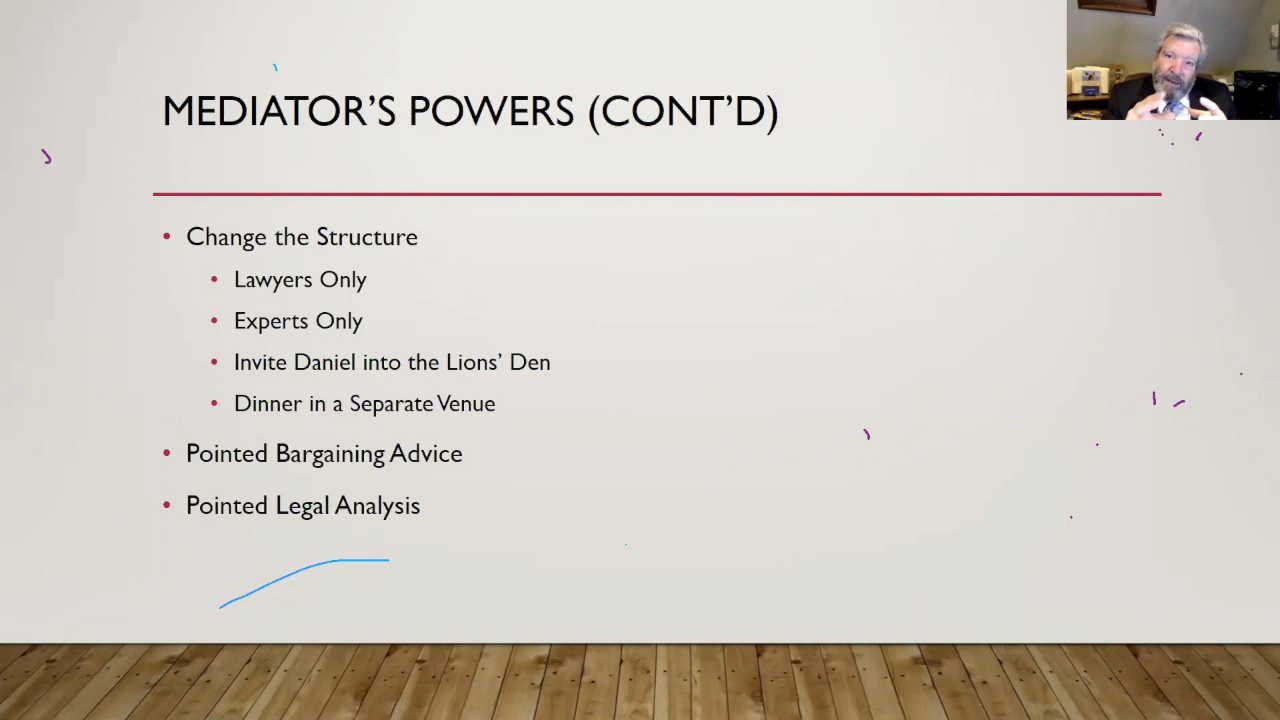 MEDIATOR'S POWERS (CONT'D)
• Change the Structure
• Lawyers Only
• Experts Only
• Invite Daniel into the Lions' Den
• Dinner in a Separate Venue
• Pointed Bargaining Advice
• Pointed Legal Analysis